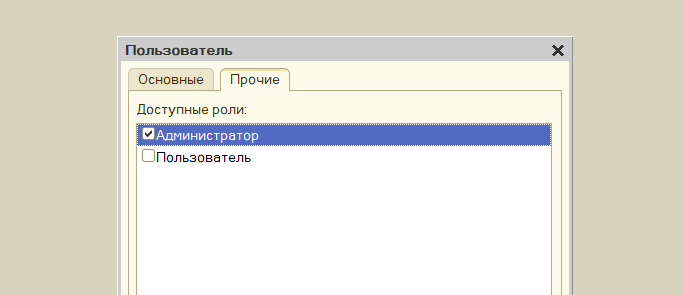 Пользователь
Основные
Прочие
Доступные роли:
Администратор
Пользователь